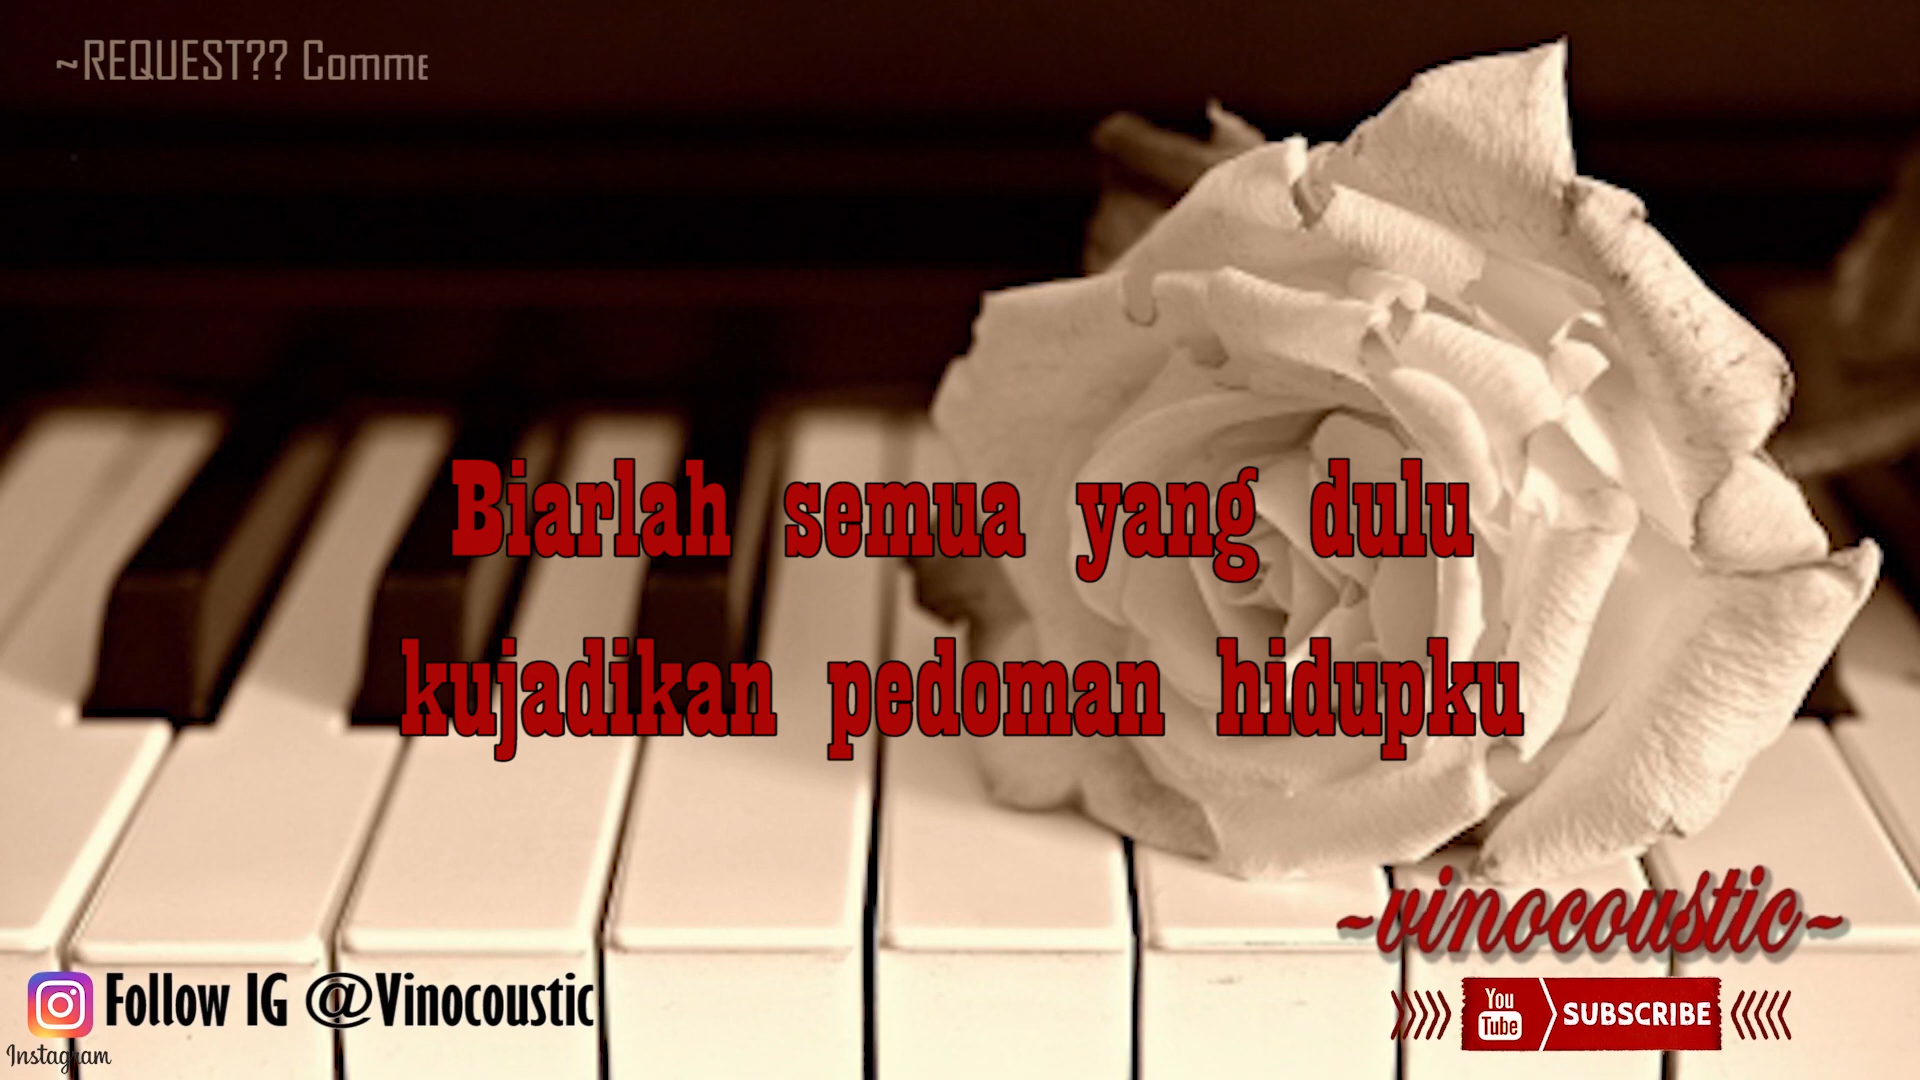 ~REQUEST?? Comme
Biarlah semua yang dulu
kujadikan pedoman hidupku
~vinocoustic~
Follow IG @Vinocoustic
You
Tube
SUBSCRIBE
Instagram